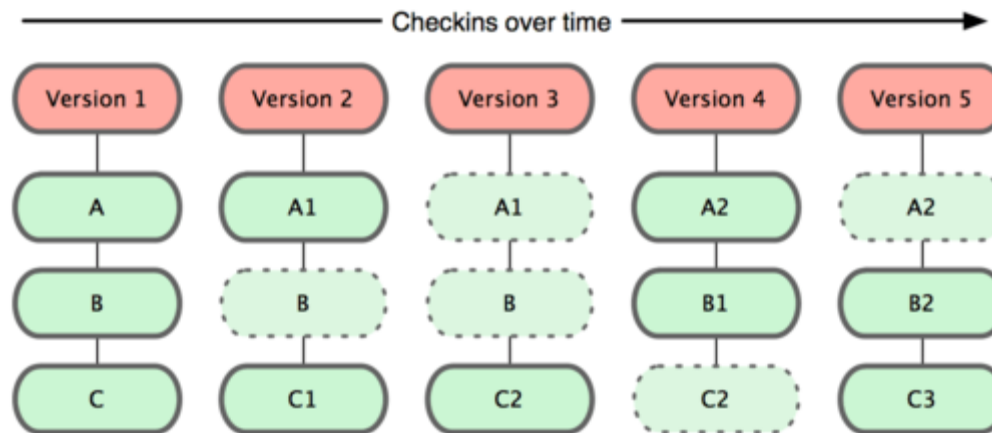 Checkins over time
Version 1 Version 2 Version 3 Version 4 Version 5
A A1 A1 A2 A2
B B B B1 B2
C C1 C2 C2 C3